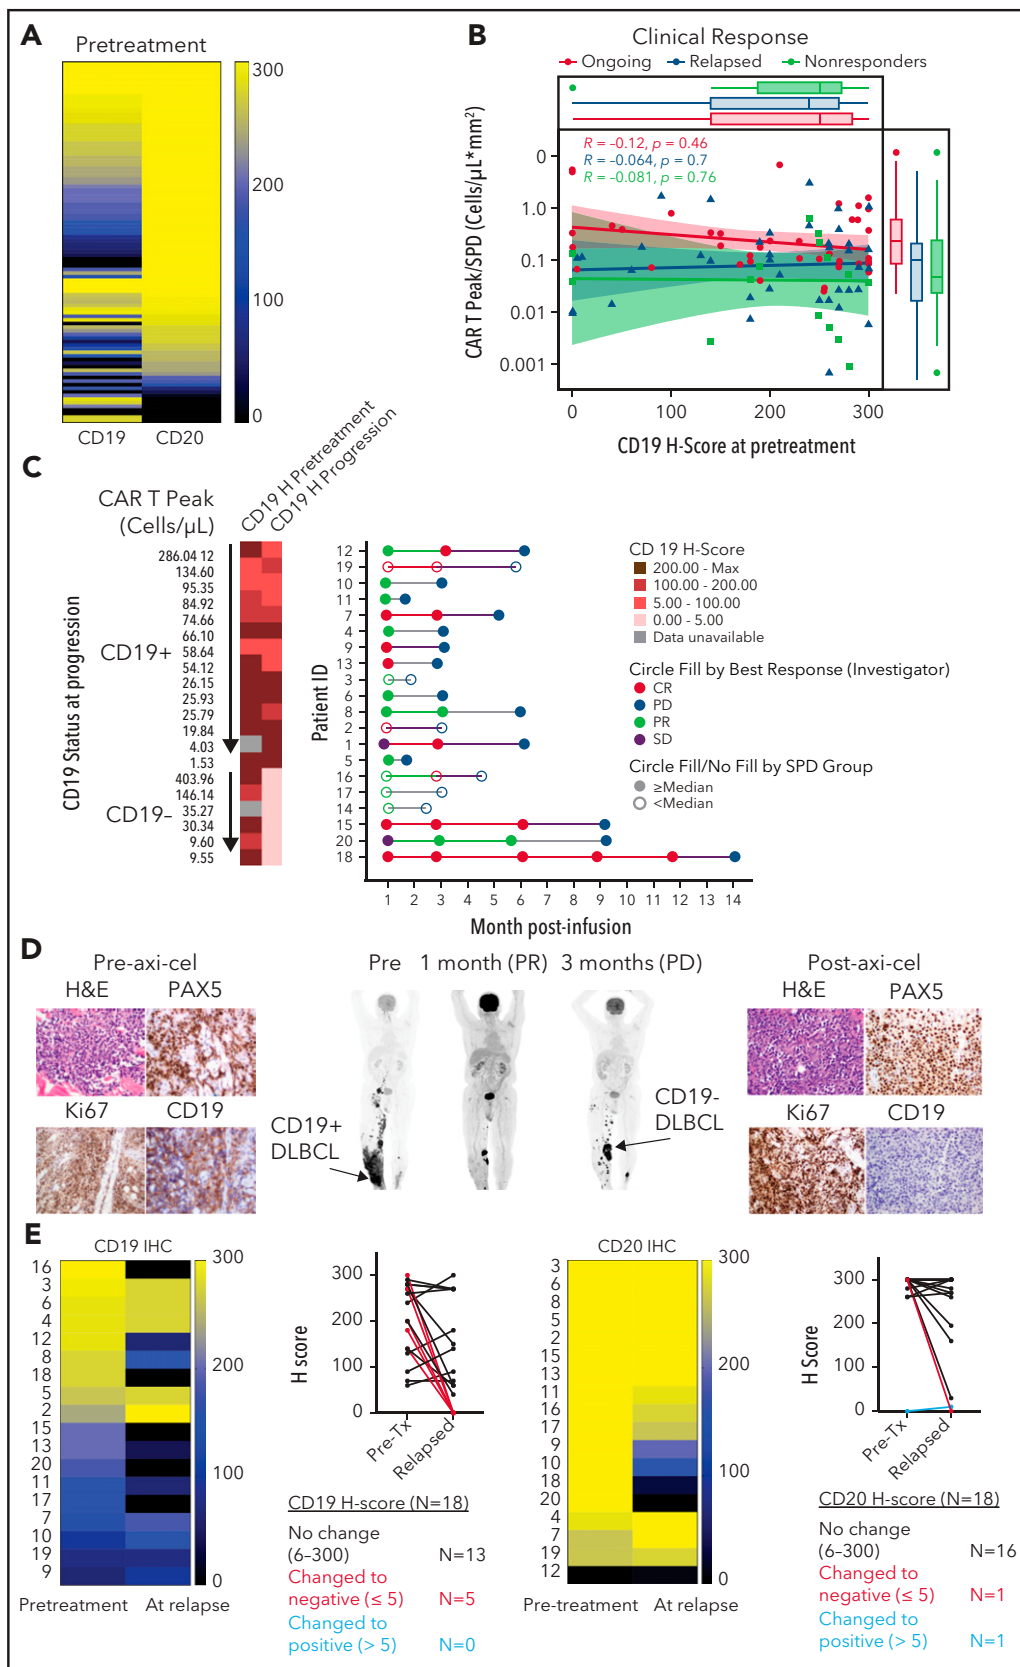 A
Pretreatment
300
200
100
0
CD19 CD20
B
Clinical Response
Ongoing Relapsed Nonresponders
R = -0.12, p = 0.46
R = -0.064, p = 0.7
R = -0.081, p = 0.76
CAR T Peak/SPD (Cells/µL*mm²)
0
1.0
0.1
0.01
0.001
0 100 200 300
CD19 H-Score at pretreatment
C
CAR T Peak
(Cells/µL)
CD19 H Pretreatment
CD19 H Progression
CD19 Status at progression
CD19+
CD19–
286.04 12
134.60
95.35
84.92
74.66
66.10
58.64
54.12
26.15
25.93
25.79
19.84
4.03
1.53
403.96
146.14
35.27
30.34
9.60
9.55
Patient ID
12
19
10
11
7
4
9
13
3
6
8
2
1
5
16
17
14
15
20
18
1 2 3 4 5 6 7 8 9 10 11 12 13 14
Month post-infusion
CD 19 H-Score
200.00 - Max
100.00 - 200.00
5.00 - 100.00
0.00 - 5.00
Data unavailable
Circle Fill by Best Response (Investigator)
CR
PD
PR
SD
Circle Fill/No Fill by SPD Group
≥Median
<Median
D
Pre-axi-cel
H&E PAX5
Ki67 CD19
Pre 1 month (PR) 3 months (PD)
CD19+
DLBCL
CD19-
DLBCL
Post-axi-cel
H&E PAX5
Ki67 CD19
E
CD19 IHC
16
3
6
4
12
8
18
5
2
15
13
20
11
17
7
10
19
9
300
200
100
0
Pretreatment At relapse
H score
300
200
100
0
Pre-Tx
Relapsed
CD19 H-score (N=18)
No change
(6–300) N=13
Changed to
negative (≤ 5) N=5
Changed to
positive (> 5) N=0
CD20 IHC
3
6
8
5
2
15
13
11
16
17
9
10
18
20
4
7
19
12
300
200
100
0
Pre-treatment At relapse
H Score
300
200
100
0
Pre-Tx
Relapsed
CD20 H-score (N=18)
No change
(6–300) N=16
Changed to
negative (≤ 5) N=1
Changed to
positive (> 5) N=1